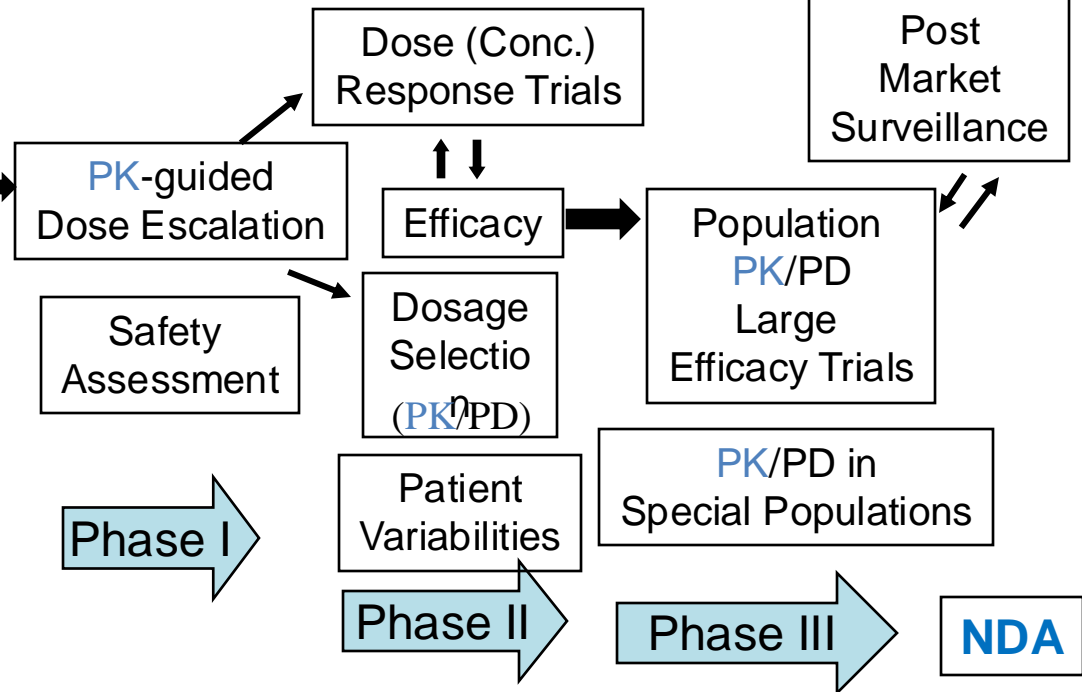 Dose (Conc.)
Response Trials
Post
Market
Surveillance
PK-guided
Dose Escalation
Efficacy
Population
PK/PD
Large
Efficacy Trials
Safety
Assessment
Dosage
Selectio
n
(PK/PD)
Patient
Variabilities
PK/PD in
Special Populations
Phase I
Phase II
Phase III
NDA